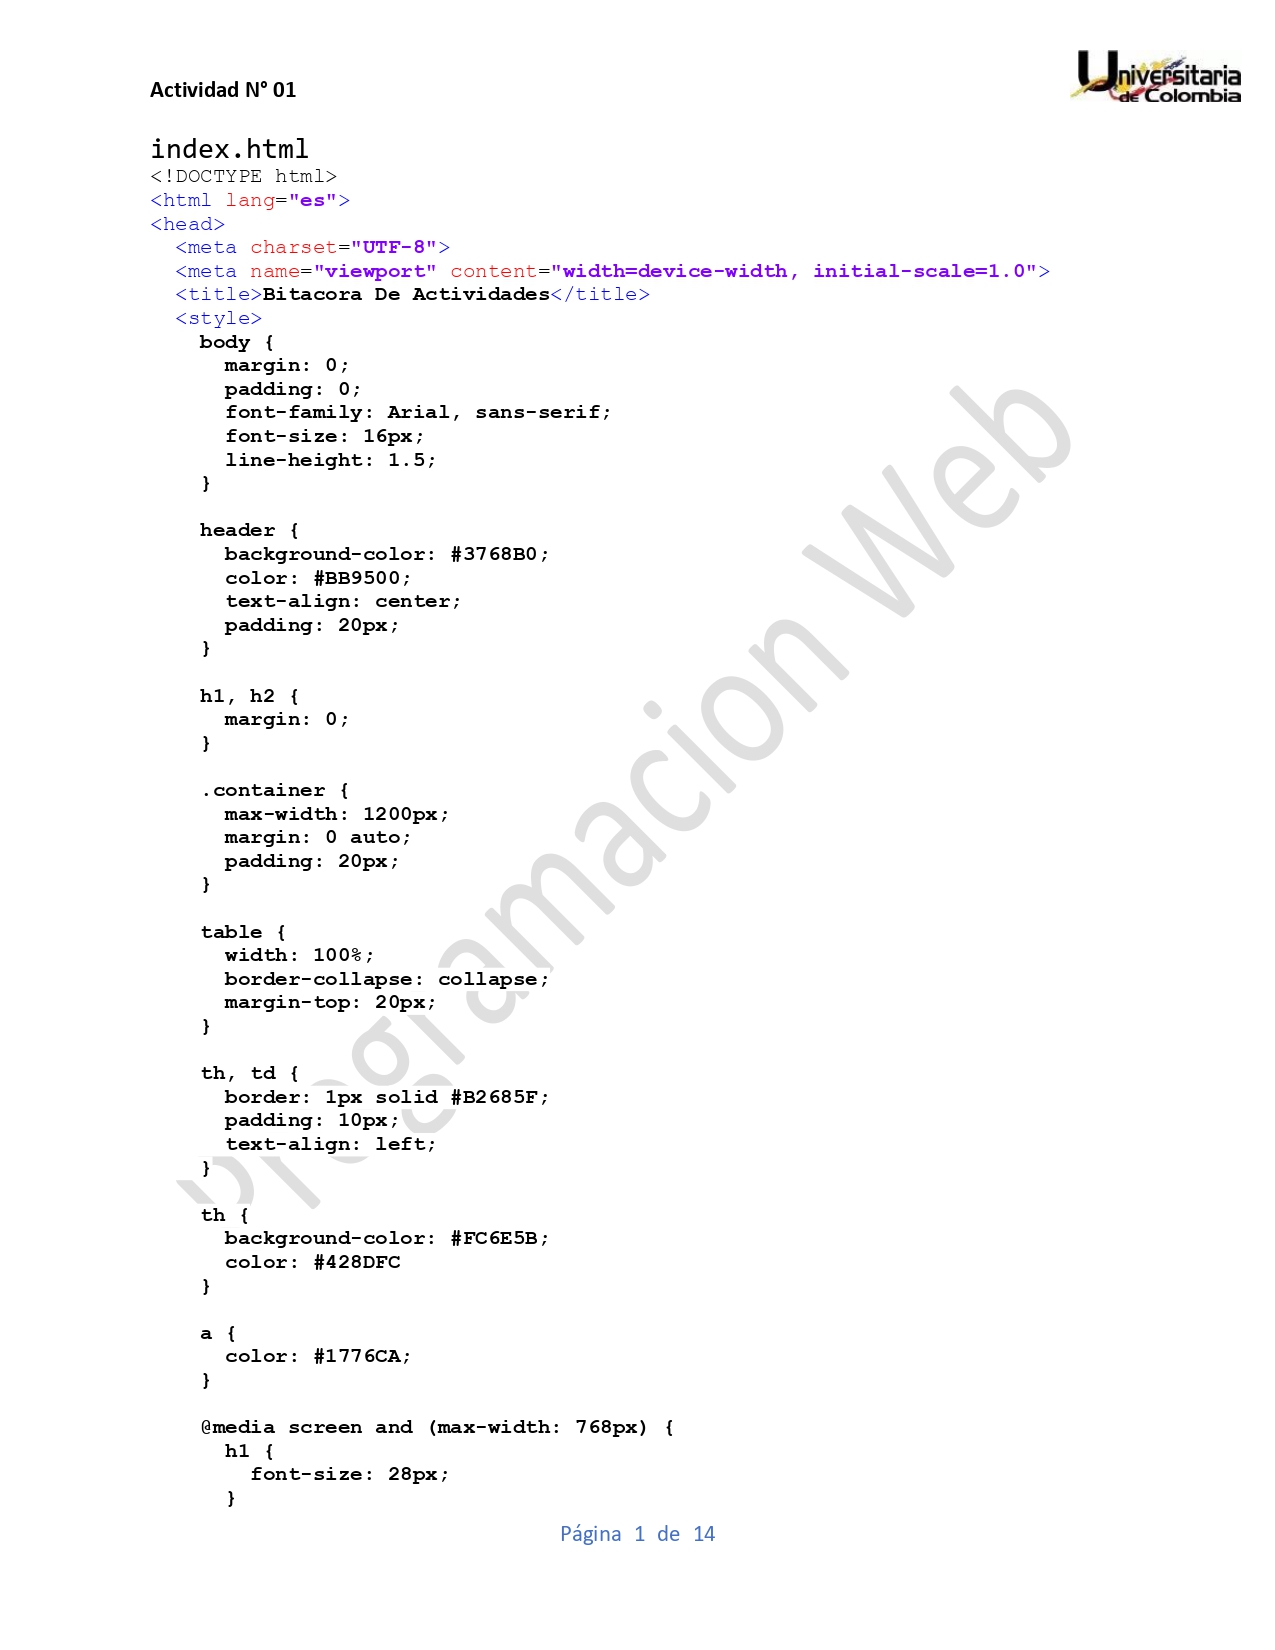 Actividad N° 01
Universitaria
de Colombia
index.html
<!DOCTYPE html>
<html lang="es">
<head>
  <meta charset="UTF-8">
  <meta name="viewport" content="width=device-width, initial-scale=1.0">
  <title>Bitacora De Actividades</title>
  <style>
    body {
      margin: 0;
      padding: 0;
      font-family: Arial, sans-serif;
      font-size: 16px;
      line-height: 1.5;
    }

    header {
      background-color: #3768B0;
      color: #BB9500;
      text-align: center;
      padding: 20px;
    }

    h1, h2 {
      margin: 0;
    }

    .container {
      max-width: 1200px;
      margin: 0 auto;
      padding: 20px;
    }

    table {
      width: 100%;
      border-collapse: collapse;
      margin-top: 20px;
    }

    th, td {
      border: 1px solid #B2685F;
      padding: 10px;
      text-align: left;
    }

    th {
      background-color: #FC6E5B;
      color: #428DFC
    }

    a {
      color: #1776CA;
    }

    @media screen and (max-width: 768px) {
      h1 {
        font-size: 28px;
      }
Programacion Web
Página 1 de 14